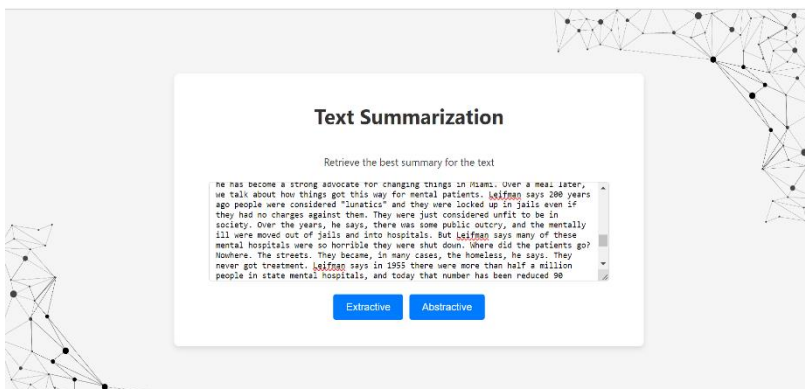 Text Summarization
Retrieve the best summary for the text
he has become a strong advocate for changing things in Miami. Over a meal later,
we talk about how things got this way for mental patients. Leifman says 200 years
ago people were considered "lunatics" and they were locked up in jails even if
they had no charges against them. They were just considered unfit to be in
society. Over the years, he says, there was some public outcry, and the mentally
ill were moved out of jails and into hospitals. But Leifman says many of these
mental hospitals were so horrible they were shut down. Where did the patients go?
Nowhere. The streets. They became, in many cases, the homeless, he says. They
never got treatment. Leifman says in 1955 there were more than half a million
people in state mental hospitals, and today that number has been reduced 90
Extractive
Abstractive